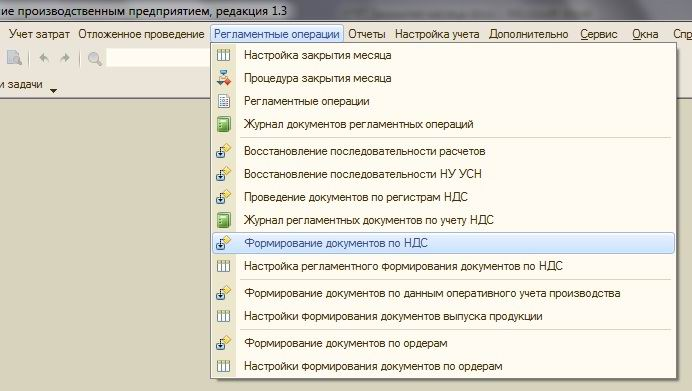 ние производственным предприятием, редакция 1.3
Учет затрат Отложенное проведение Регламентные операции Отчеты Настройка учета Дополнительно Сервис Окна Спр
и задачи
Настройка закрытия месяца
Процедура закрытия месяца
Регламентные операции
Журнал документов регламентных операций
Восстановление последовательности расчетов
Восстановление последовательности НУ УСН
Проведение документов по регистрам НДС
Журнал регламентных документов по учету НДС
Формирование документов по НДС
Настройка регламентного формирования документов по НДС
Формирование документов по данным оперативного учета производства
Настройки формирования документов выпуска продукции
Формирование документов по ордерам
Настройки формирования документов по ордерам